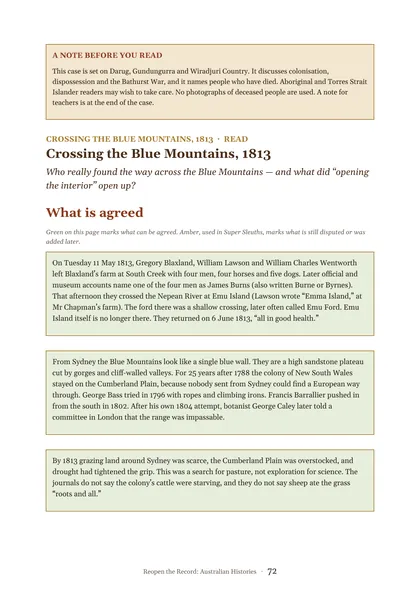 A NOTE BEFORE YOU READ
This case is set on Darug, Gundungurra and Wiradjuri Country. It discusses colonisation,
dispossession and the Bathurst War, and it names people who have died. Aboriginal and Torres Strait
Islander readers may wish to take care. No photographs of deceased people are used. A note for
teachers is at the end of the case.
CROSSING THE BLUE MOUNTAINS, 1813 · READ
Crossing the Blue Mountains, 1813
Who really found the way across the Blue Mountains — and what did “opening
the interior” open up?
What is agreed
Green on this page marks what can be agreed. Amber, used in Super Sleuths, marks what is still disputed or was
added later.
On Tuesday 11 May 1813, Gregory Blaxland, William Lawson and William Charles Wentworth
left Blaxland’s farm at South Creek with four men, four horses and five dogs. Later official and
museum accounts name one of the four men as James Burns (also written Burne or Byrnes).
That afternoon they crossed the Nepean River at Emu Island (Lawson wrote “Emma Island,” at
Mr Chapman’s farm). The ford there was a shallow crossing, later often called Emu Ford. Emu
Island itself is no longer there. They returned on 6 June 1813, “all in good health.”
From Sydney the Blue Mountains look like a single blue wall. They are a high sandstone plateau
cut by gorges and cliff-walled valleys. For 25 years after 1788 the colony of New South Wales
stayed on the Cumberland Plain, because nobody sent from Sydney could find a European way
through. George Bass tried in 1796 with ropes and climbing irons. Francis Barrallier pushed in
from the south in 1802. After his own 1804 attempt, botanist George Caley later told a
committee in London that the range was impassable.
By 1813 grazing land around Sydney was scarce, the Cumberland Plain was overstocked, and
drought had tightened the grip. This was a search for pasture, not exploration for science. The
journals do not say the colony’s cattle were starving, and they do not say sheep ate the grass
“roots and all.”
Reopen the Record: Australian Histories · 72